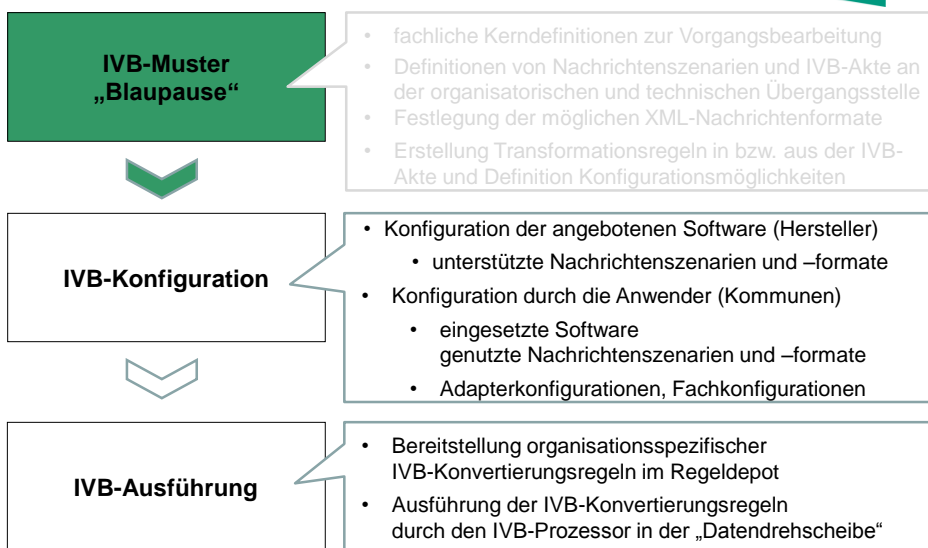 IVB-Muster
„Blaupause“
• fachliche Kerndefinitionen zur Vorgangsbearbeitung
• Definitionen von Nachrichtenszenarien und IVB-Akte an
der organisatorischen und technischen Übergangsstelle
• Festlegung der möglichen XML-Nachrichtenformate
• Erstellung Transformationsregeln in bzw. aus der IVB-
Akte und Definition Konfigurationsmöglichkeiten
IVB-Konfiguration
• Konfiguration der angebotenen Software (Hersteller)
• unterstützte Nachrichtenszenarien und –formate
• Konfiguration durch die Anwender (Kommunen)
• eingesetzte Software
genutzte Nachrichtenszenarien und –formate
• Adapterkonfigurationen, Fachkonfigurationen
IVB-Ausführung
• Bereitstellung organisationsspezifischer
IVB-Konvertierungsregeln im Regeldepot
• Ausführung der IVB-Konvertierungsregeln
durch den IVB-Prozessor in der „Datendrehscheibe“